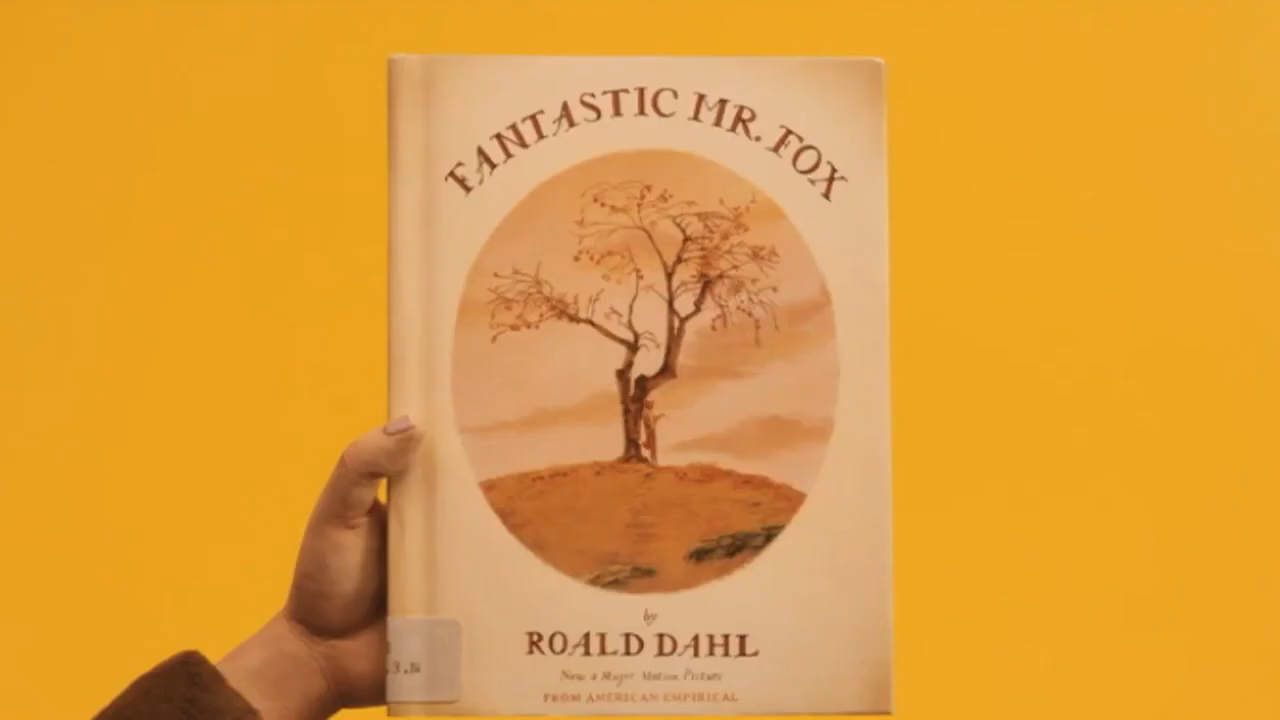 FANTASTIC MR. FOX
by
ROALD DAHL
Now a Major Motion Picture
FROM AMERICAN EMPIRICAL